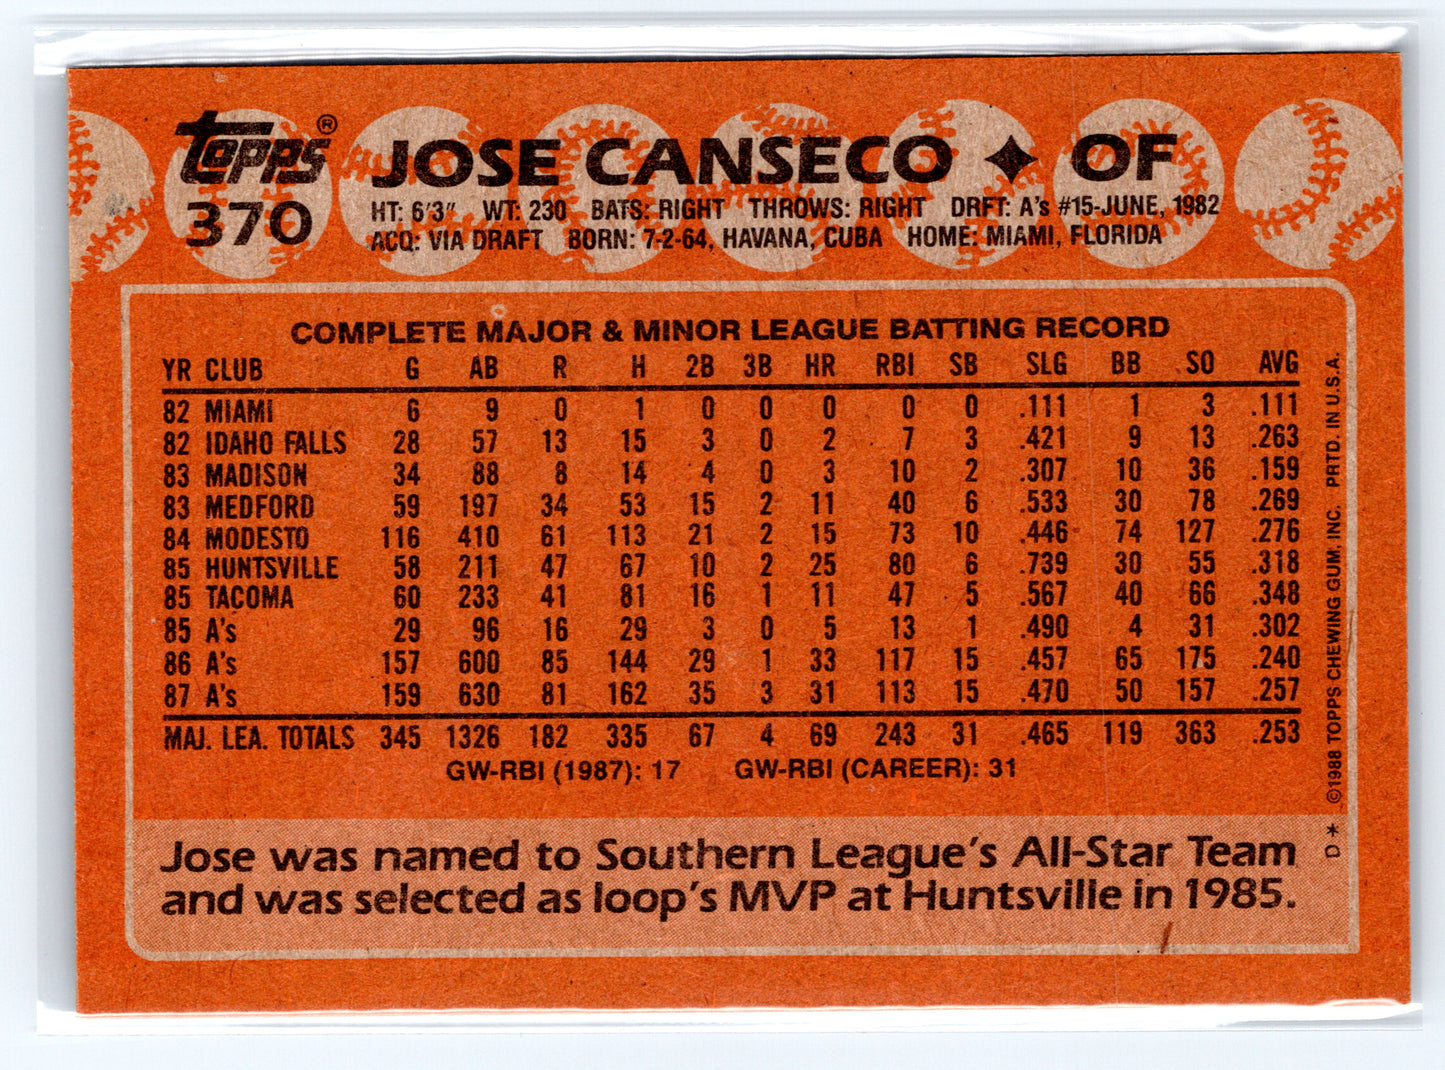 topps®
JOSE CANSECO ✦ OF
370
HT: 6'3" WT: 230 BATS: RIGHT THROWS: RIGHT DRFT: A's #15-JUNE, 1982
ACQ: VIA DRAFT BORN: 7-2-64, HAVANA, CUBA HOME: MIAMI, FLORIDA
COMPLETE MAJOR & MINOR LEAGUE BATTING RECORD
YR CLUB G AB R H 2B 3B HR RBI SB SLG BB SO AVG
82 MIAMI 6 9 0 1 0 0 0 0 0 .111 1 3 .111
82 IDAHO FALLS 28 57 13 15 3 0 2 7 3 .421 9 13 .263
83 MADISON 34 88 8 14 4 0 3 10 2 .307 10 36 .159
83 MEDFORD 59 197 34 53 15 2 11 40 6 .533 30 78 .269
84 MODESTO 116 410 61 113 21 2 15 73 10 .446 74 127 .276
85 HUNTSVILLE 58 211 47 67 10 2 25 80 6 .739 30 55 .318
85 TACOMA 60 233 41 81 16 1 11 47 5 .567 40 66 .348
85 A's 29 96 16 29 3 0 5 13 1 .490 4 31 .302
86 A's 157 600 85 144 29 1 33 117 15 .457 65 175 .240
87 A's 159 630 81 162 35 3 31 113 15 .470 50 157 .257
MAJ. LEA. TOTALS 345 1326 182 335 67 4 69 243 31 .465 119 363 .253
GW-RBI (1987): 17 GW-RBI (CAREER): 31
Jose was named to Southern League's All-Star Team
and was selected as loop's MVP at Huntsville in 1985.
©1988 TOPPS CHEWING GUM, INC. PRTD. IN U.S.A.
D*